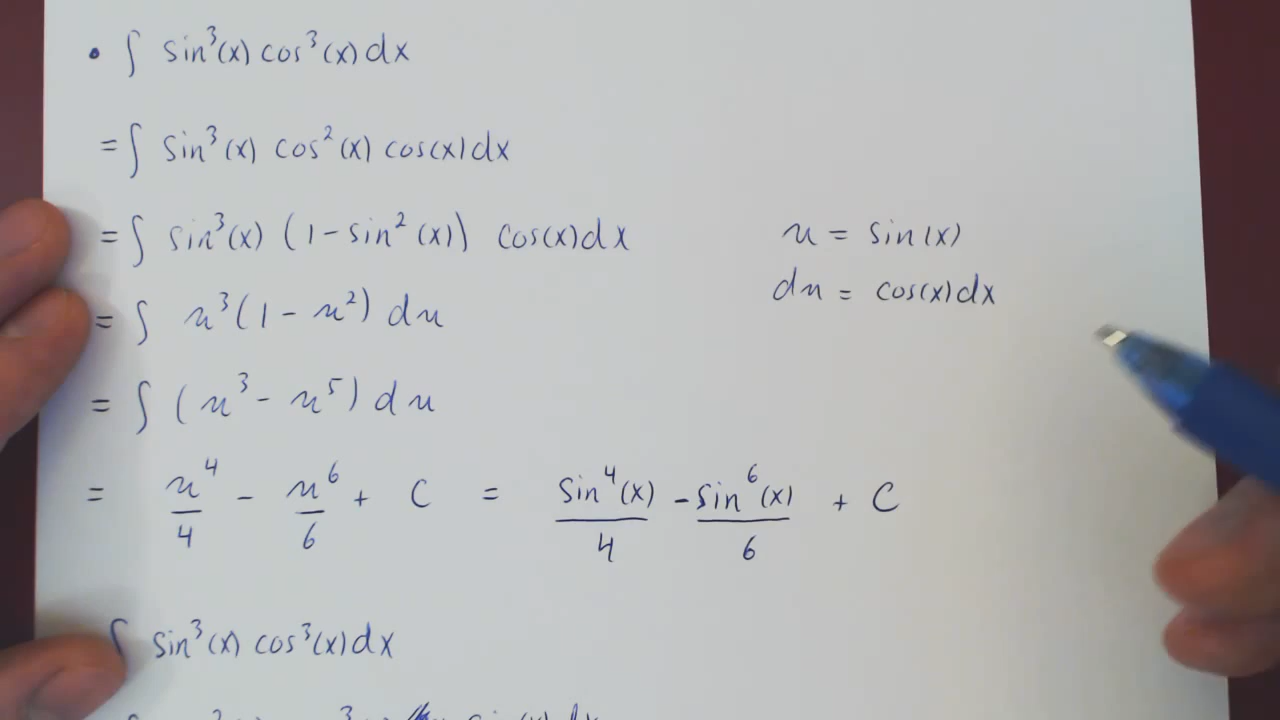 • ∫ sin³(x) cos³(x) dx
= ∫ sin³(x) cos²(x) cos(x) dx
= ∫ sin³(x) (1 - sin²(x)) cos(x) dx
u = sin(x)
du = cos(x) dx
= ∫ u³(1 - u²) du
= ∫ (u³ - u⁵) du
= u⁴/4 - u⁶/6 + C = sin⁴(x)/4 - sin⁶(x)/6 + C
∫ sin³(x) cos³(x) dx